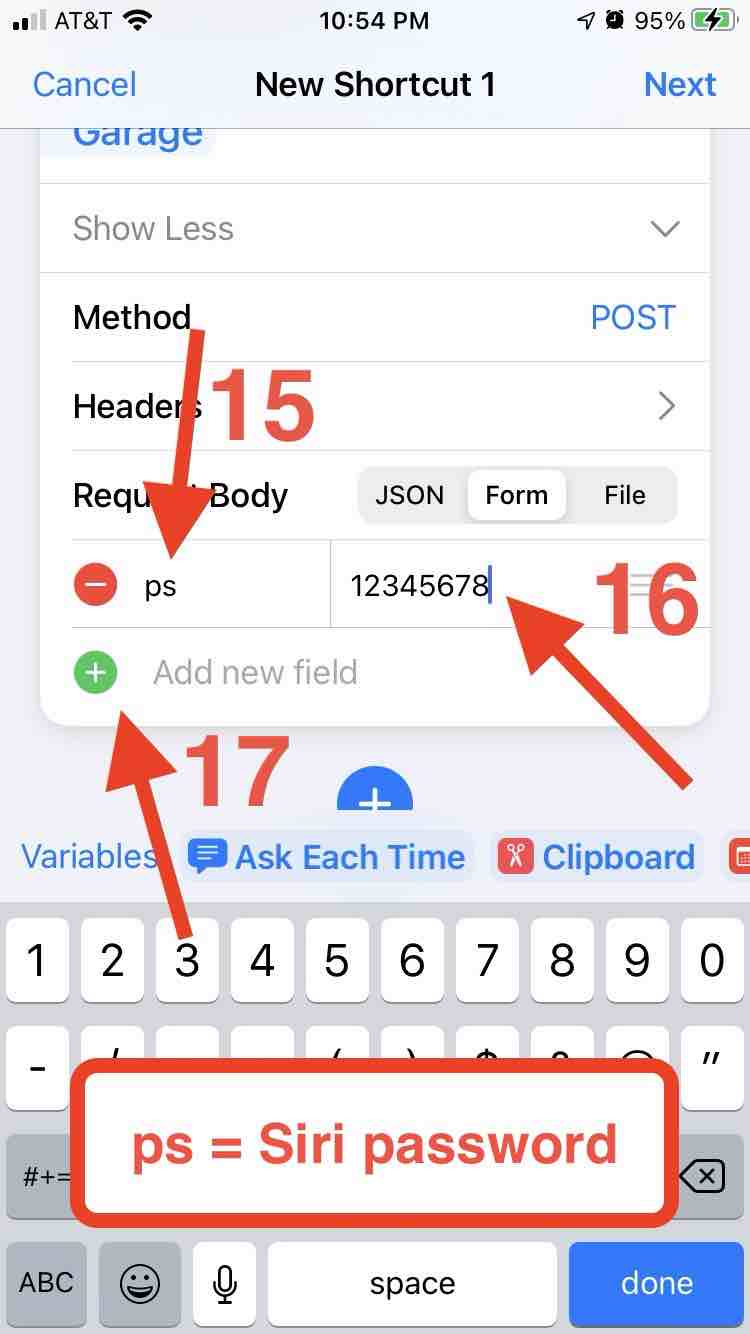 AT&T 10:54 PM 95%
Cancel New Shortcut 1 Next
Garage
Show Less
Method POST
Headers 15
Request Body JSON Form File
ps 12345678 16
Add new field
17
Variables Ask Each Time Clipboard
1 2 3 4 5 6 7 8 9 0
- / ( ) $ & @ "
ps = Siri password
#+=
ABC space done